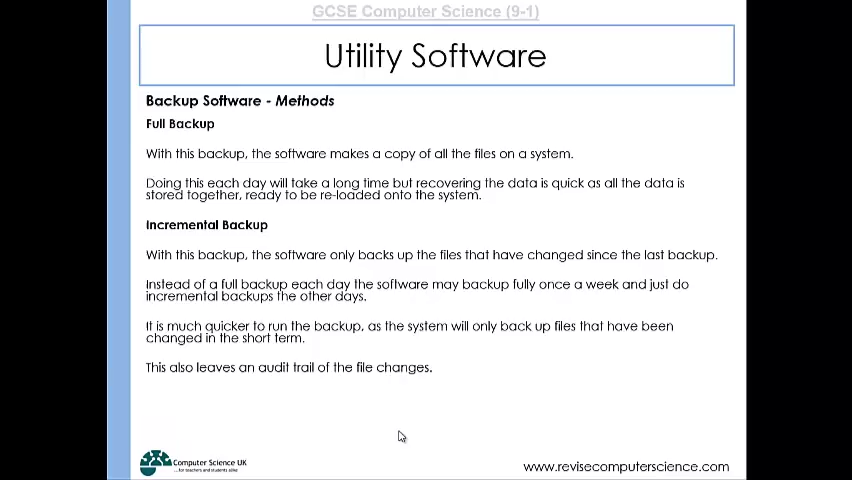 GCSE Computer Science (9-1)
Utility Software
Backup Software - Methods
Full Backup
With this backup, the software makes a copy of all the files on a system.
Doing this each day will take a long time but recovering the data is quick as all the data is
stored together, ready to be re-loaded onto the system.
Incremental Backup
With this backup, the software only backs up the files that have changed since the last backup.
Instead of a full backup each day the software may backup fully once a week and just do
incremental backups the other days.
It is much quicker to run the backup, as the system will only back up files that have been
changed in the short term.
This also leaves an audit trail of the file changes.
Computer Science UK
...for teachers and students alike
www.revisecomputerscience.com